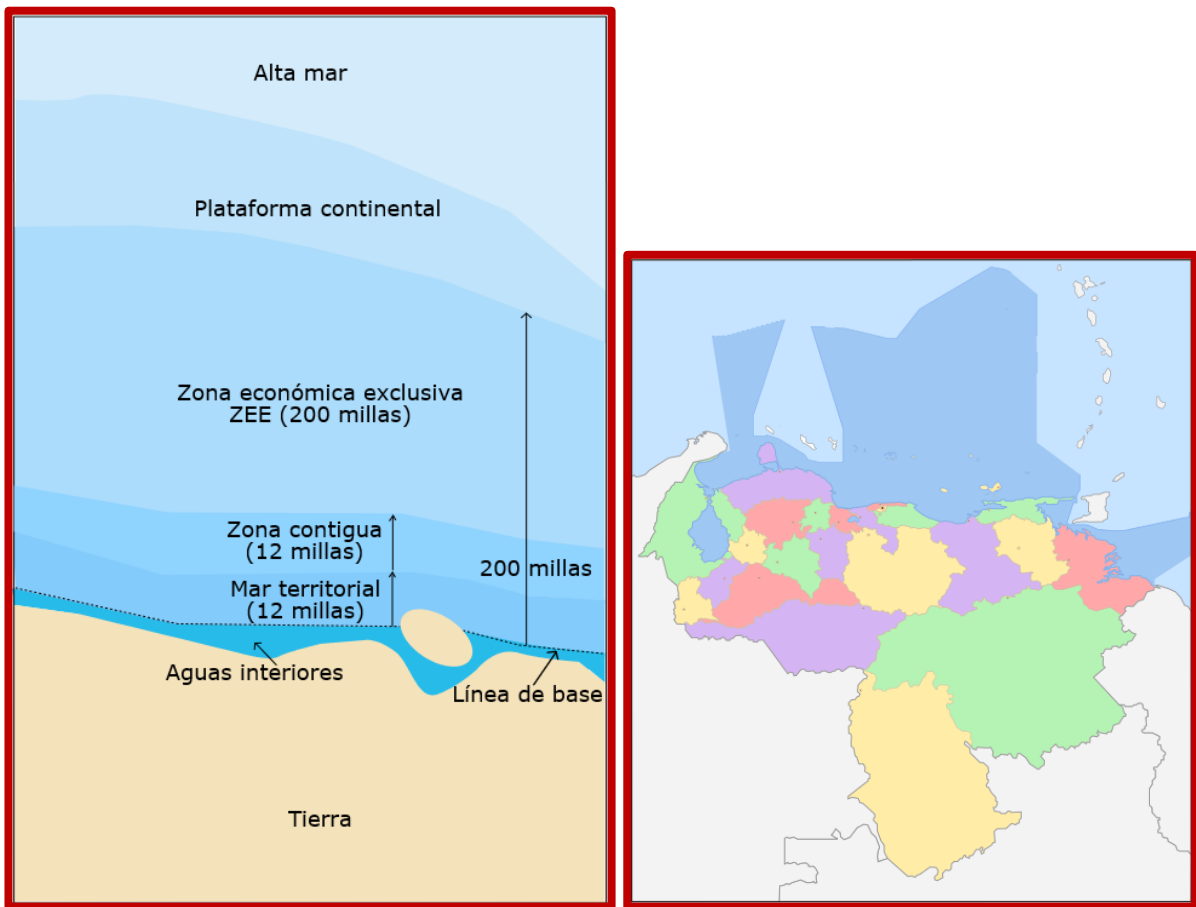 Alta mar
Plataforma continental
Zona económica exclusiva
ZEE (200 millas)
Zona contigua
(12 millas)
200 millas
Mar territorial
(12 millas)
Aguas interiores
Línea de base
Tierra